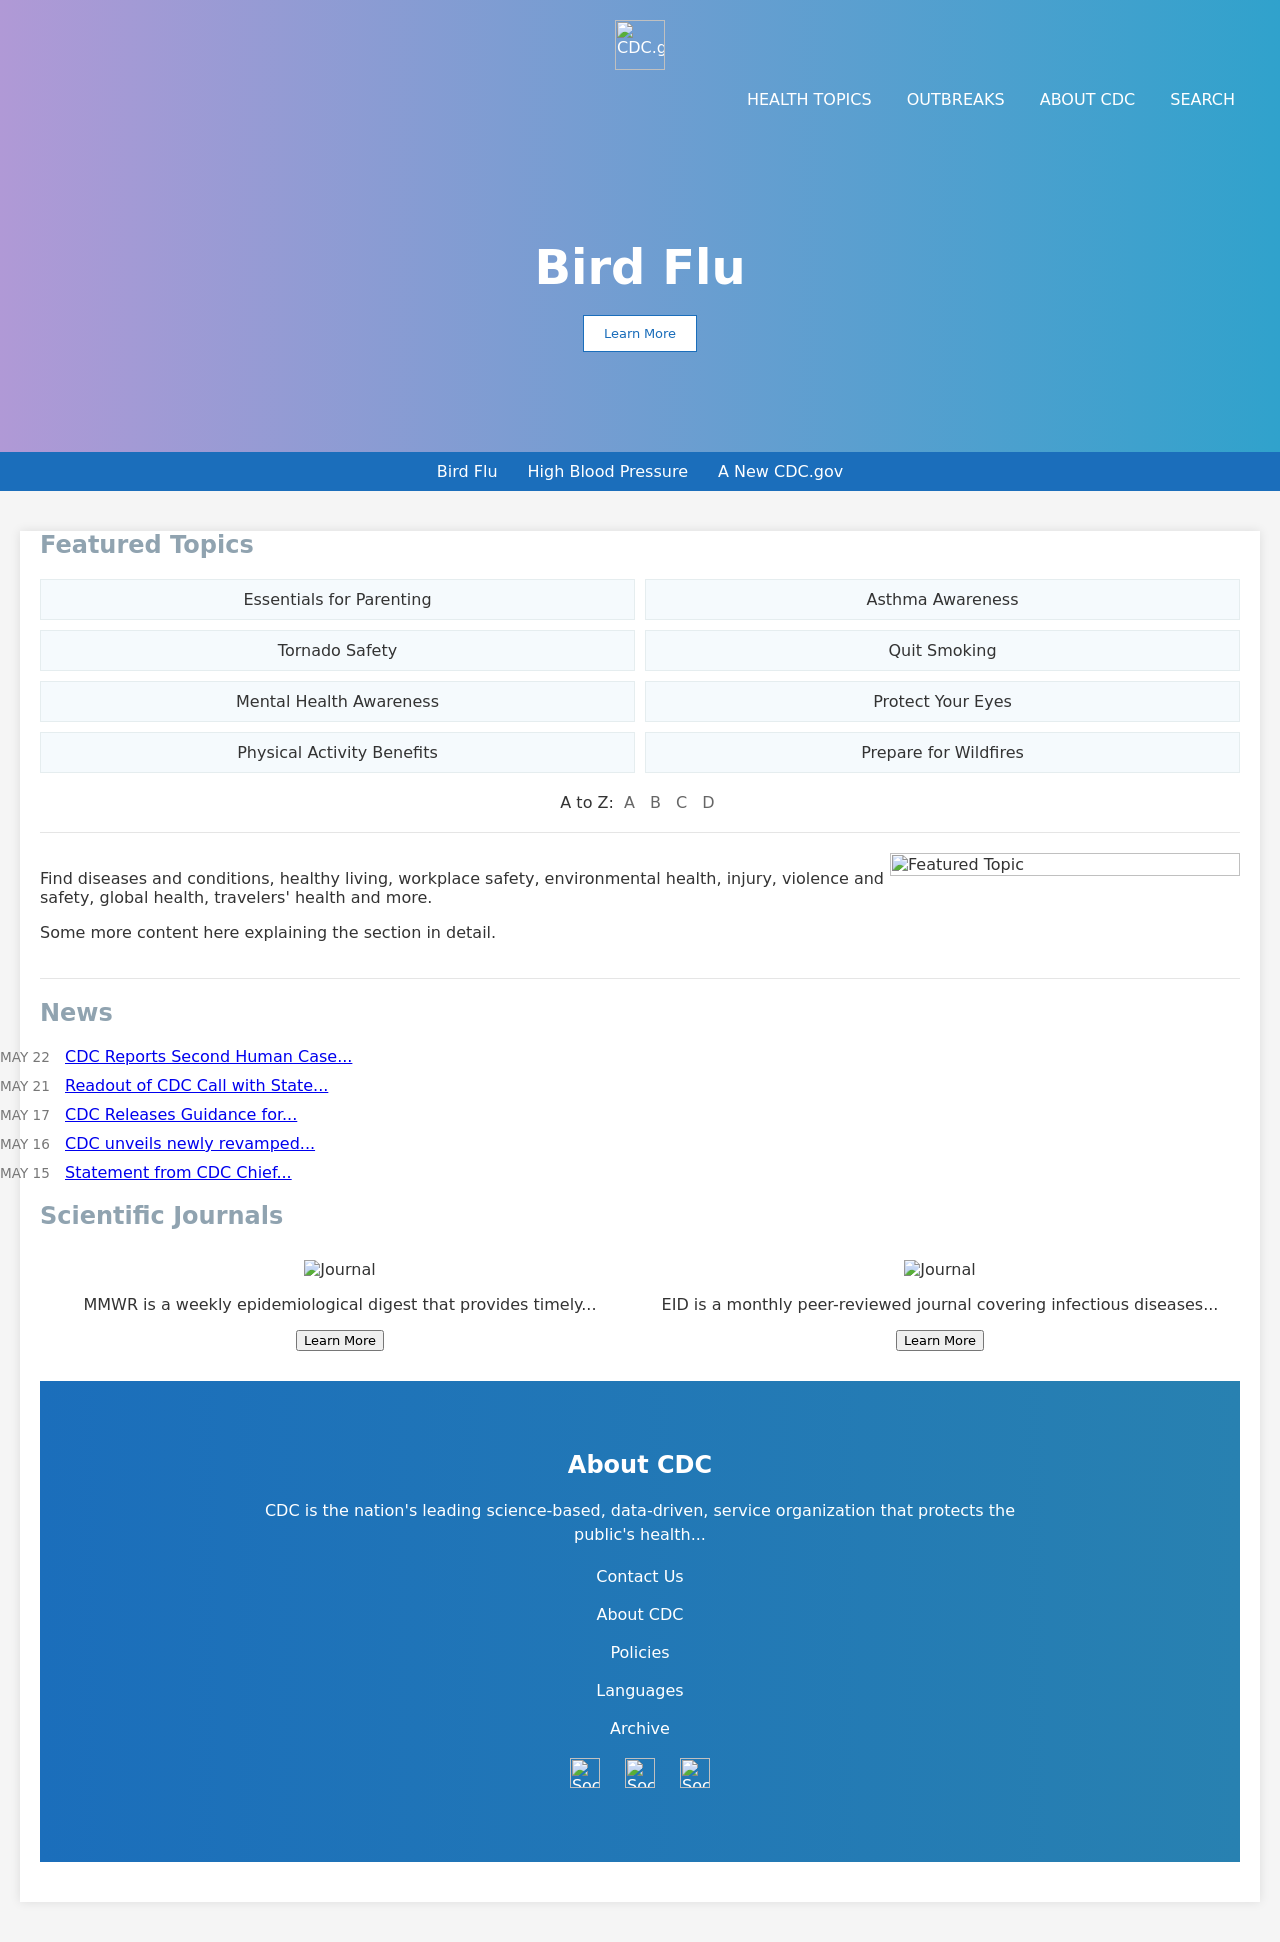 CDC.g
HEALTH TOPICS OUTBREAKS ABOUT CDC SEARCH
Bird Flu
Learn More
Bird Flu High Blood Pressure A New CDC.gov
Featured Topics
Essentials for Parenting Asthma Awareness
Tornado Safety Quit Smoking
Mental Health Awareness Protect Your Eyes
Physical Activity Benefits Prepare for Wildfires
A to Z: A B C D
Featured Topic
Find diseases and conditions, healthy living, workplace safety, environmental health, injury, violence and
safety, global health, travelers' health and more.
Some more content here explaining the section in detail.
News
MAY 22 CDC Reports Second Human Case...
MAY 21 Readout of CDC Call with State...
MAY 17 CDC Releases Guidance for...
MAY 16 CDC unveils newly revamped...
MAY 15 Statement from CDC Chief...
Scientific Journals
Journal Journal
MMWR is a weekly epidemiological digest that provides timely... EID is a monthly peer-reviewed journal covering infectious diseases...
Learn More Learn More
About CDC
CDC is the nation's leading science-based, data-driven, service organization that protects the
public's health...
Contact Us
About CDC
Policies
Languages
Archive
Soc Soc Soc